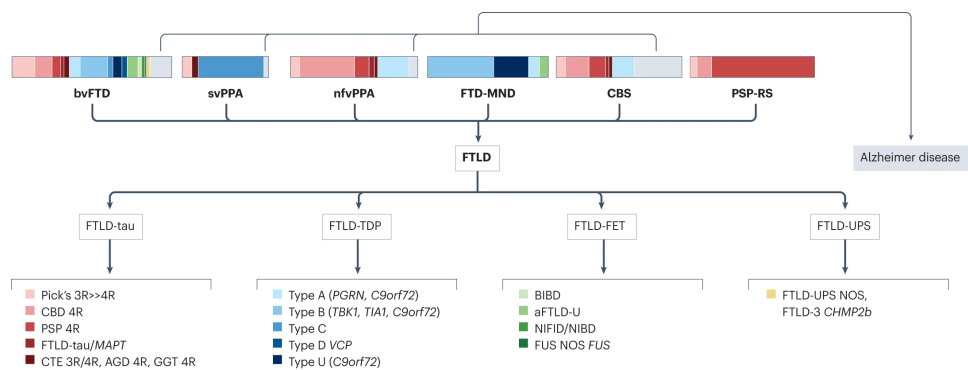 bvFTD
svPPA
nfvPPA
FTD-MND
CBS
PSP-RS
FTLD
Alzheimer disease
FTLD-tau
FTLD-TDP
FTLD-FET
FTLD-UPS
Pick's 3R>>4R
CBD 4R
PSP 4R
FTLD-tau/MAPT
CTE 3R/4R, AGD 4R, GGT 4R
Type A (PGRN, C9orf72)
Type B (TBK1, TIA1, C9orf72)
Type C
Type D VCP
Type U (C9orf72)
BIBD
aFTLD-U
NIFID/NIBD
FUS NOS FUS
FTLD-UPS NOS,
FTLD-3 CHMP2b